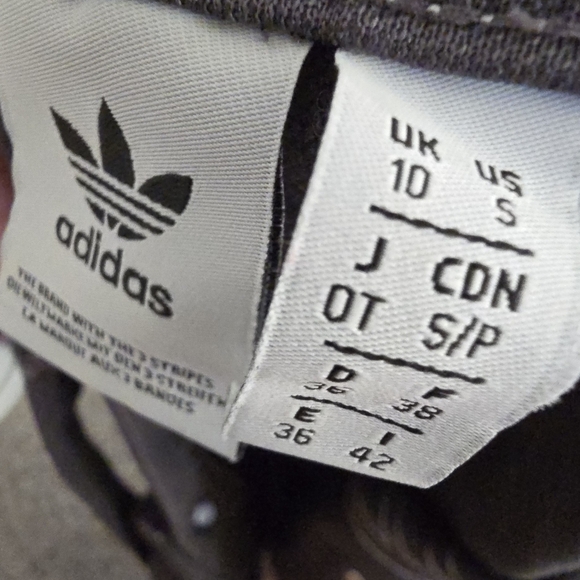 adidas
THE BRAND WITH THE 3 STRIPES
DIE WELTMARKE MIT DEN 3 STREIFEN
LA MARQUE AUX 3 BANDES
UK US
10 S
J CDN
OT S/P
D F
36 38
E I
36 42